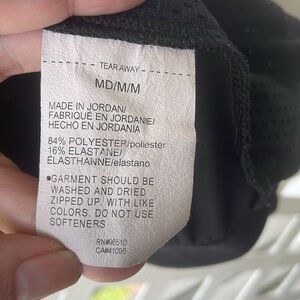 TEAR AWAY
MD/M/M
MADE IN JORDAN/
FABRIQUÉ EN JORDANIE/
HECHO EN JORDANIA
84% POLYESTER/poliester
16% ELASTANE/
ÉLASTHANNE/elastano
*GARMENT SHOULD BE
WASHED AND DRIED
ZIPPED UP. WITH LIKE
COLORS. DO NOT USE
SOFTENERS
RN#96510
CA#41095